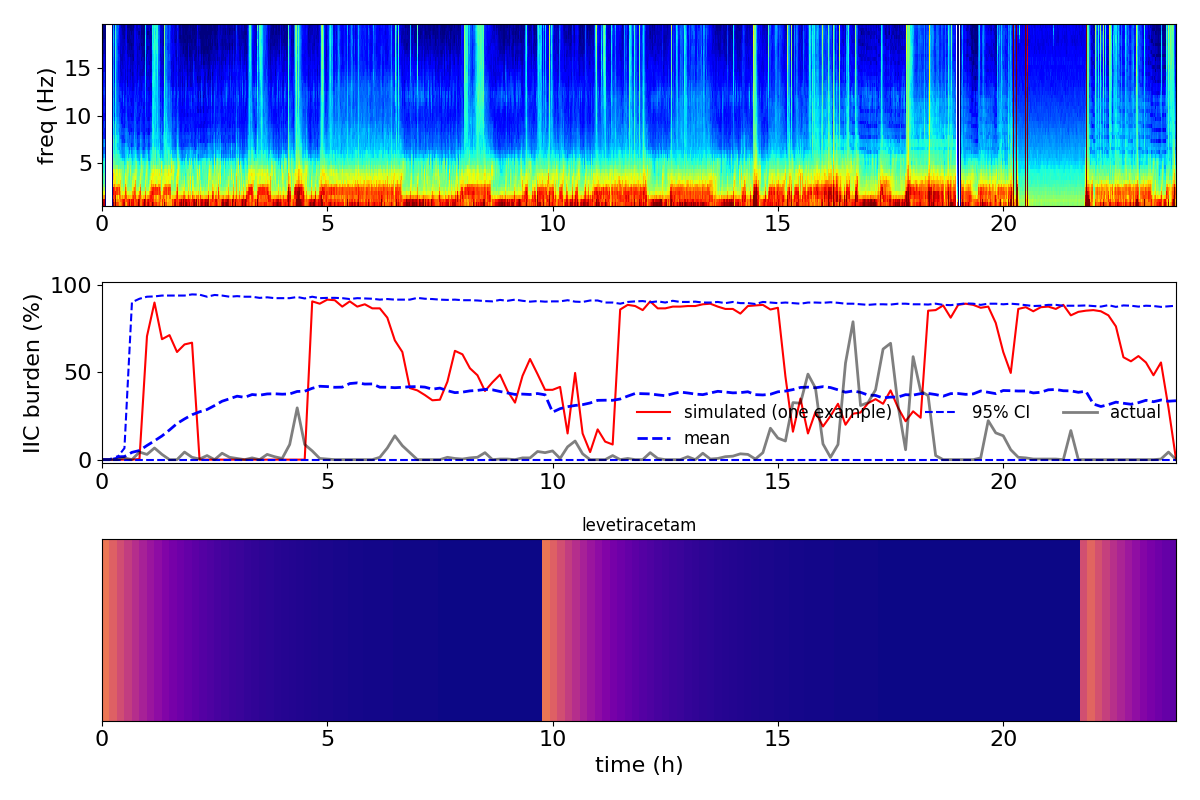 freq (Hz)
15
10
5
0 5 10 15 20
IIC burden (%)
100
50
0
simulated (one example)
mean
95% CI
actual
0 5 10 15 20
levetiracetam
0 5 10 15 20
time (h)